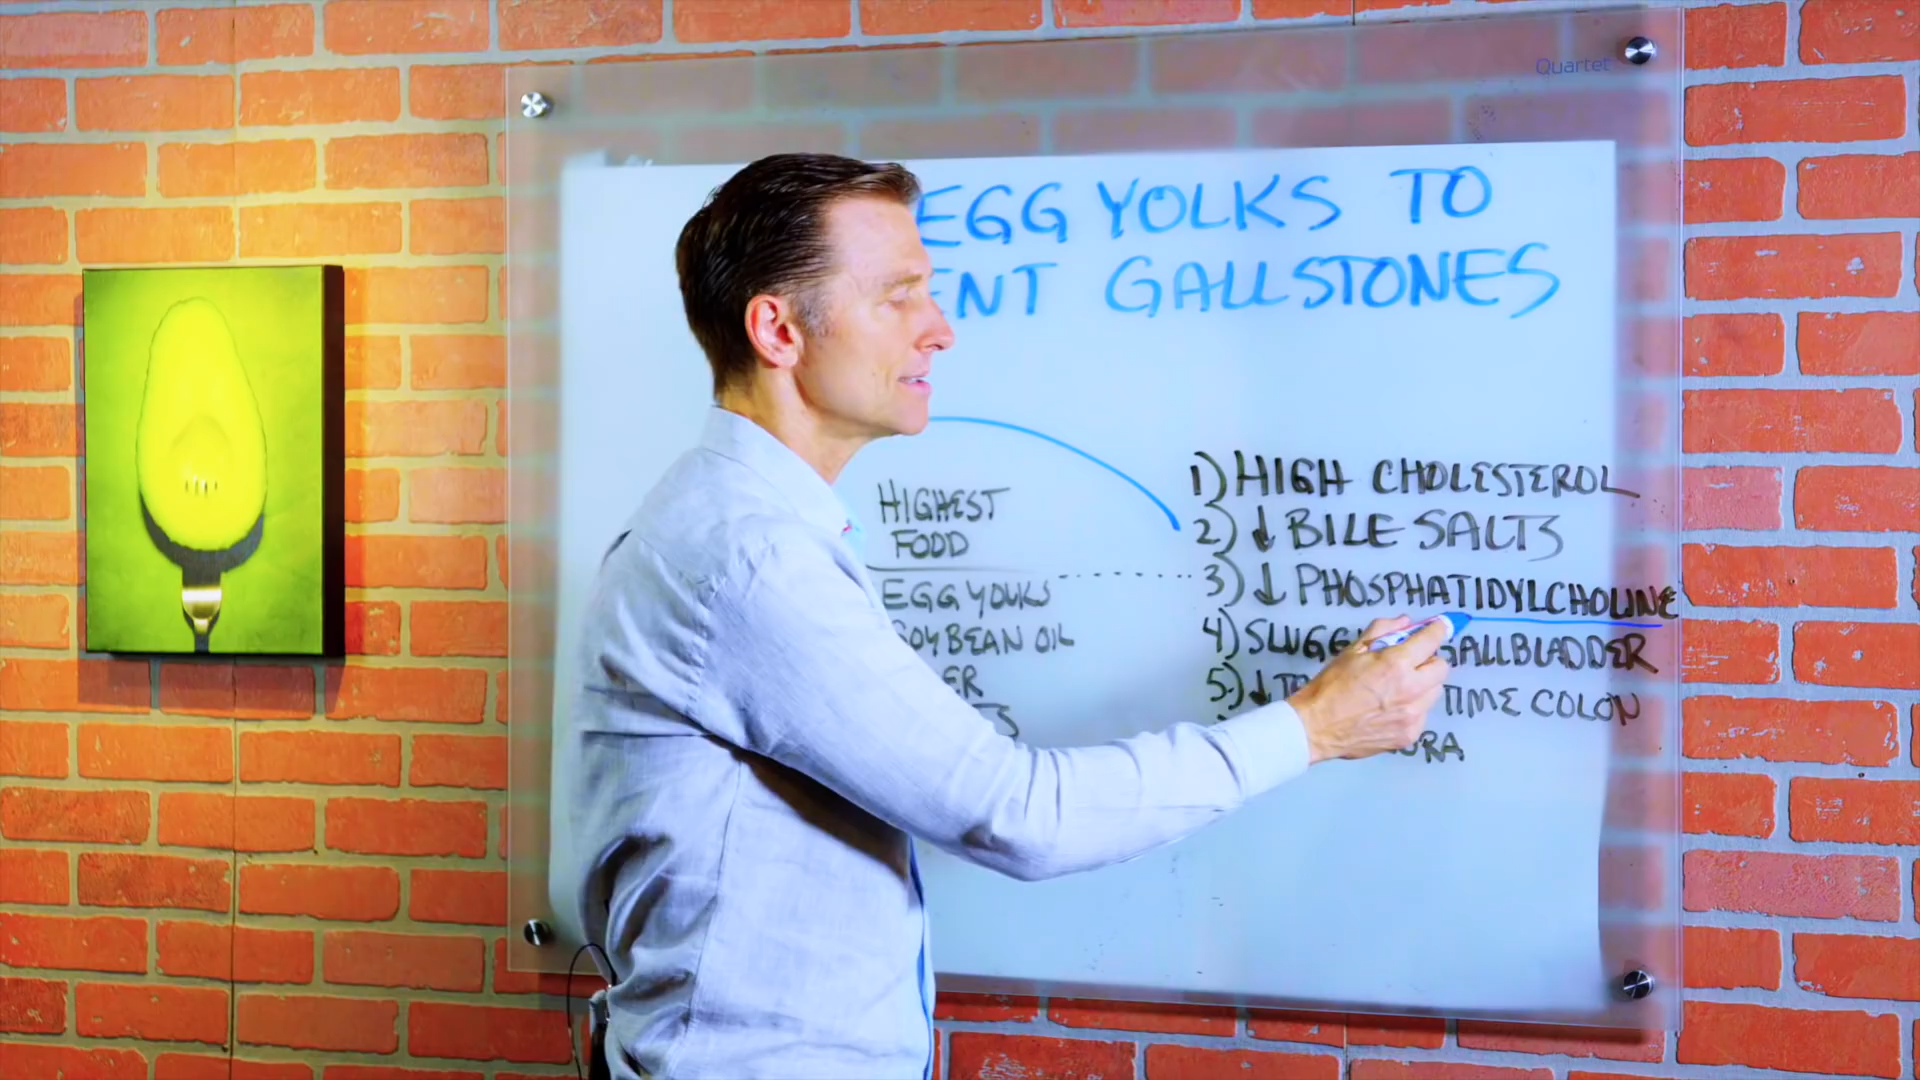 Quartet
EGG YOLKS TO
ENT GALLSTONES
HIGHEST
FOOD
EGG YOLKS
SOYBEAN OIL
ER
1) HIGH CHOLESTEROL
2) ↓ BILE SALTS
3) ↓ PHOSPHATIDYLCHOLINE
4) SLUGG GALLBLADDER
5) ↓ TIME COLON